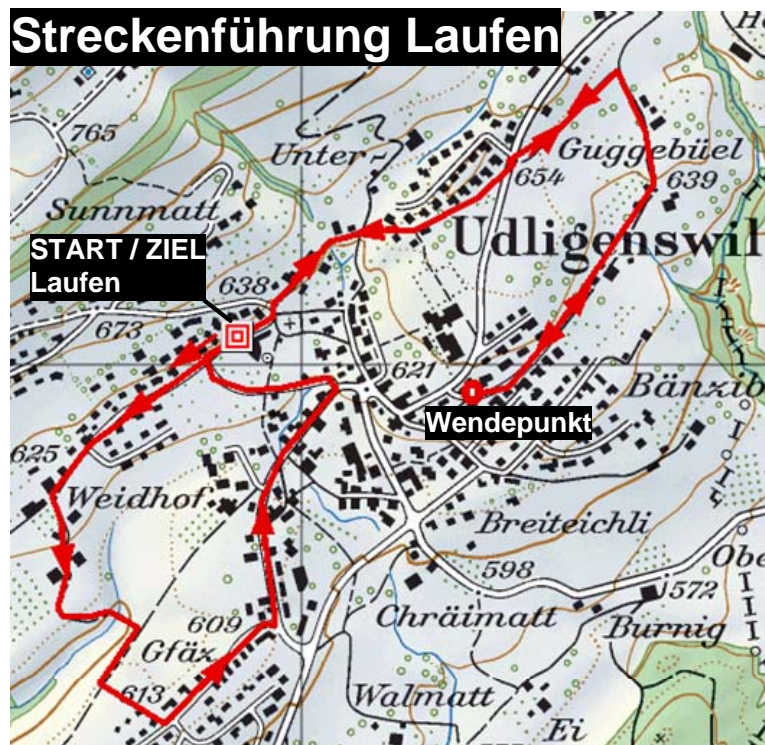 Streckenführung Laufen
765
Unter-
Guggebüel
654
639
Sunnmatt
Udligenswil
START / ZIEL
Laufen
638
673
621
Bänzib
Wendepunkt
625
Weidhof
Breiteichli
598
Obe
572
609
Chräimatt
Burnig
Gfäz
613
Walmatt
Ei